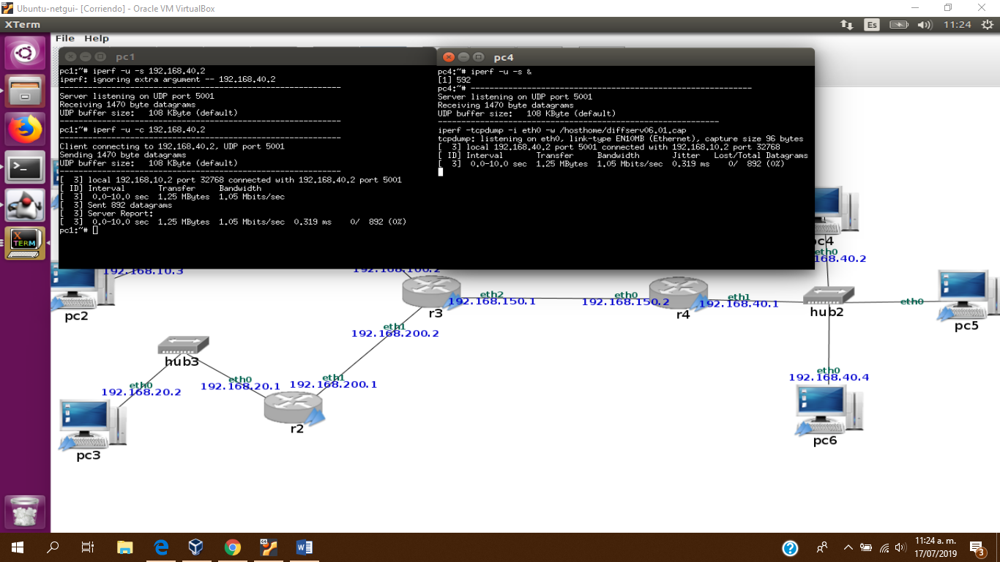 Ubuntu-netgui- [Corriendo] - Oracle VM VirtualBox
XTerm
Es
11:24
File Help
pc1
pc1:~# iperf -u -s 192.168.40.2
iperf: ignoring extra argument -- 192.168.40.2
------------------------------------------------------------
Server listening on UDP port 5001
Receiving 1470 byte datagrams
UDP buffer size:   108 KByte (default)
------------------------------------------------------------
pc1:~# iperf -u -c 192.168.40.2
------------------------------------------------------------
Client connecting to 192.168.40.2, UDP port 5001
Sending 1470 byte datagrams
UDP buffer size:   108 KByte (default)
------------------------------------------------------------
[  3] local 192.168.10.2 port 32768 connected with 192.168.40.2 port 5001
[ ID] Interval       Transfer     Bandwidth
[  3]  0.0-10.0 sec  1.25 MBytes  1.05 Mbits/sec
[  3] Sent 892 datagrams
[  3] Server Report:
[  3]  0.0-10.0 sec  1.25 MBytes  1.05 Mbits/sec  0.319 ms    0/  892 (0%)
pc1:~#
pc4
pc4:~# iperf -u -s &
[1] 592
pc4:~# ------------------------------------------------------------
Server listening on UDP port 5001
Receiving 1470 byte datagrams
UDP buffer size:   108 KByte (default)
------------------------------------------------------------
iperf -tcpdump -i eth0 -w /hosthome/diffserv06.01.cap
tcpdump: listening on eth0, link-type EN10MB (Ethernet), capture size 96 bytes
[  3] local 192.168.40.2 port 5001 connected with 192.168.10.2 port 32768
[ ID] Interval       Transfer     Bandwidth       Jitter   Lost/Total Datagrams
[  3]  0.0-10.0 sec  1.25 MBytes  1.05 Mbits/sec  0.319 ms    0/  892 (0%)
pc4
eth0
168.40.2
192.168.10.3
192.168.100.2
pc2
r3
eth2
192.168.150.1
eth0
192.168.150.2
r4
eth1
192.168.40.1
hub2
eth0
pc5
eth1
192.168.200.2
hub3
eth0
192.168.20.2
eth0
192.168.20.1
eth1
192.168.200.1
r2
pc3
eth0
192.168.40.4
pc6
XTERM
11:24 a. m.
17/07/2019
3